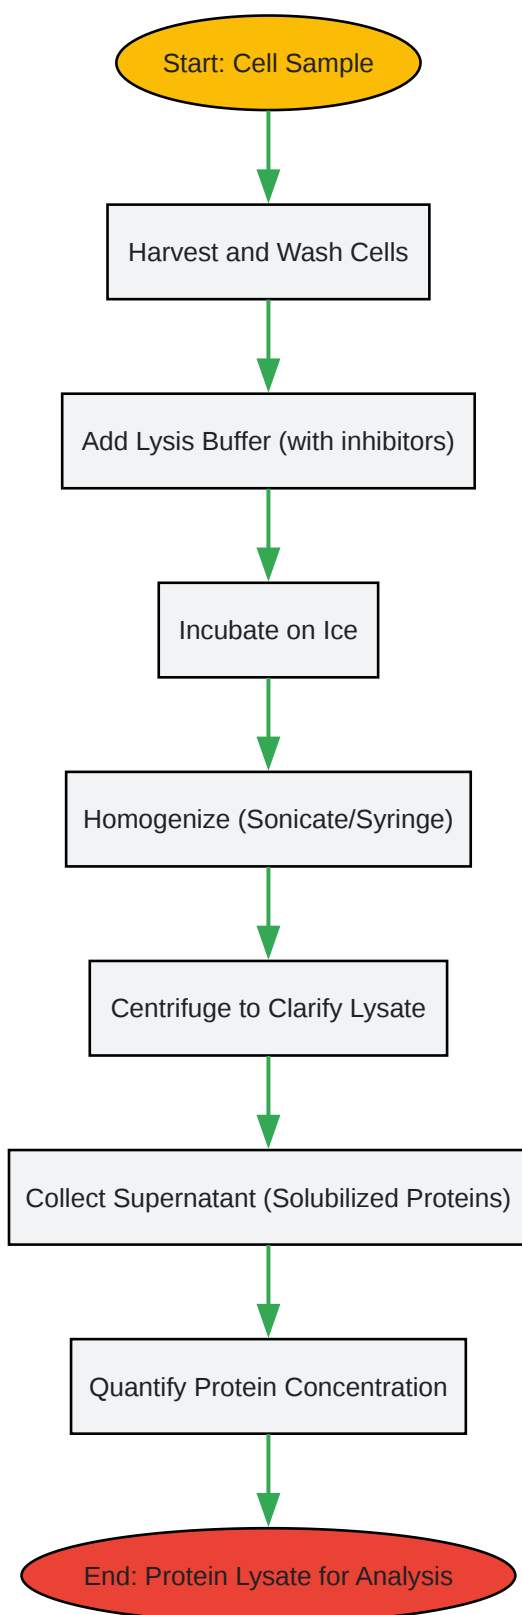 Start: Cell Sample
Harvest and Wash Cells
Add Lysis Buffer (with inhibitors)
Incubate on Ice
Homogenize (Sonicate/Syringe)
Centrifuge to Clarify Lysate
Collect Supernatant (Solubilized Proteins)
Quantify Protein Concentration
End: Protein Lysate for Analysis